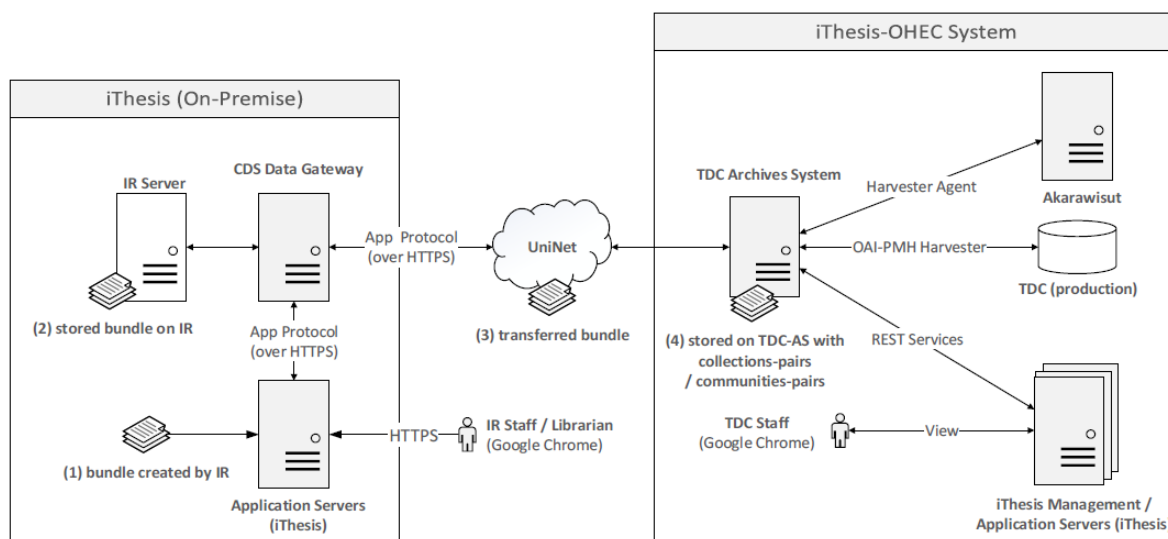 iThesis-OHEC System
iThesis (On-Premise)
CDS Data Gateway
IR Server
TDC Archives System
Harvester Agent
Akarawisut
App Protocol
(over HTTPS)
UniNet
OAI-PMH Harvester
TDC (production)
(2) stored bundle on IR
App Protocol
(over HTTPS)
(3) transferred bundle
(4) stored on TDC-AS with
collections-pairs
/ communities-pairs
REST Services
HTTPS
IR Staff / Librarian
(Google Chrome)
TDC Staff
(Google Chrome)
View
(1) bundle created by IR
Application Servers
(iThesis)
iThesis Management /
Application Servers (iThesis)